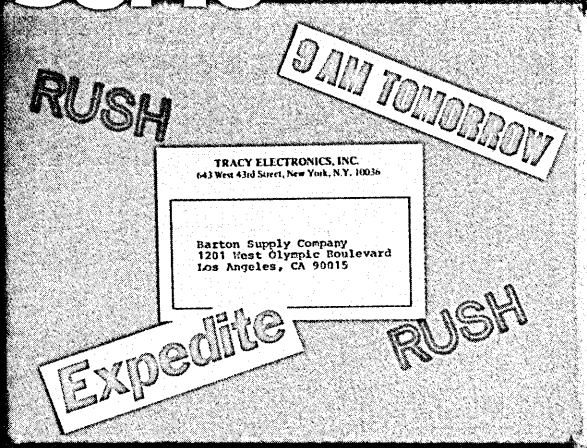 RUSH
9 AM TOMORROW
TRACY ELECTRONICS, INC.
643 West 43rd Street, New York, N.Y. 10036
Barton Supply Company
1201 West Olympic Boulevard
Los Angeles, CA 90015
Expedite
RUSH